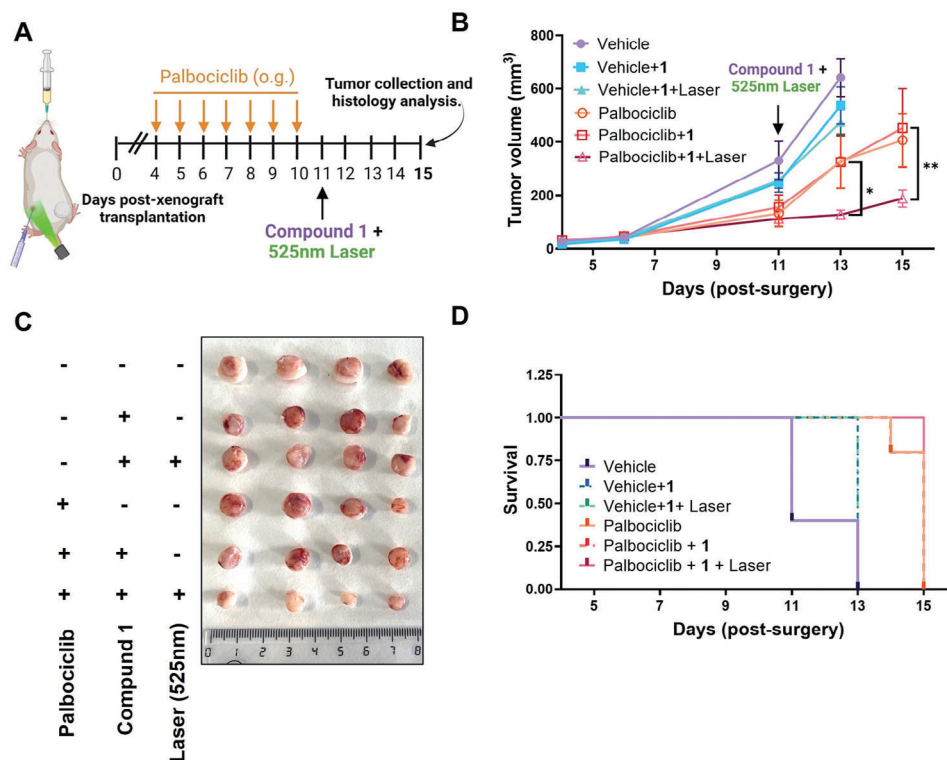 A
Palbociclib (o.g.)
Tumor collection and
histology analysis.
0 4 5 6 7 8 9 10 11 12 13 14 15
Days post-xenograft
transplantation
Compound 1 +
525nm Laser
B
Tumor volume (mm³)
800
600
400
200
0
5 7 9 11 13 15
Days (post-surgery)
Vehicle
Vehicle+1
Vehicle+1+Laser
Palbociclib
Palbociclib+1
Palbociclib+1+Laser
Compound 1 +
525nm Laser
*
**
C
- - -
- + -
- + +
+ - -
+ + -
+ + +
Palbociclib
Compund 1
Laser (525nm)
0 1 2 3 4 5 6 7 8
D
Survival
1.25
1.00
0.75
0.50
0.25
0.00
5 7 9 11 13 15
Days (post-surgery)
Vehicle
Vehicle+1
Vehicle+1+ Laser
Palbociclib
Palbociclib + 1
Palbociclib + 1 + Laser